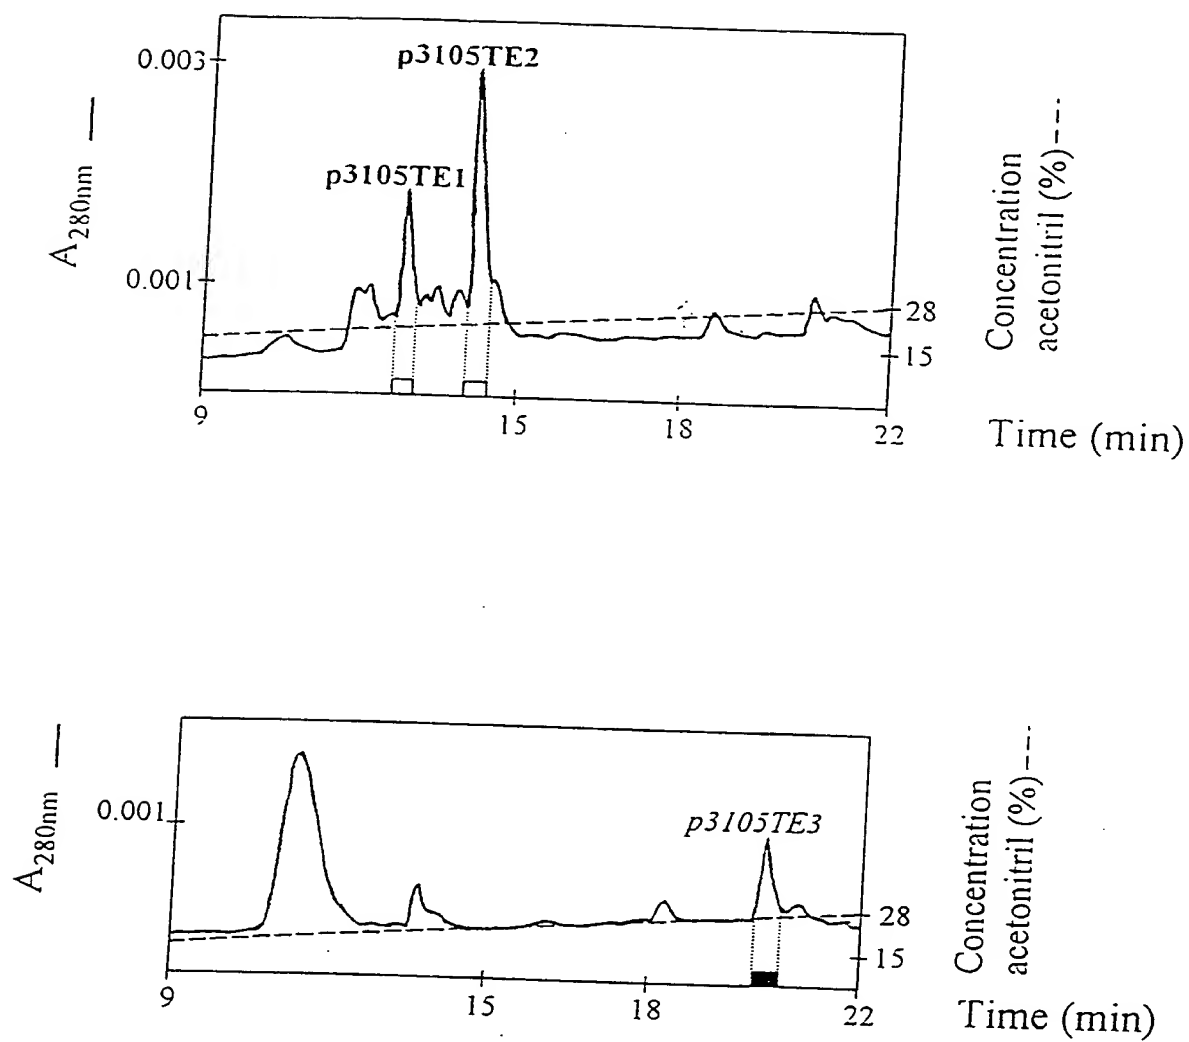 0.003
p3105TE2
p3105TE1
A280nm
0.001
28
15
Concentration
acetonitril (%)
9
15
18
22
Time (min)
0.001
p3105TE3
A280nm
28
15
Concentration
acetonitril (%)
9
15
18
22
Time (min)